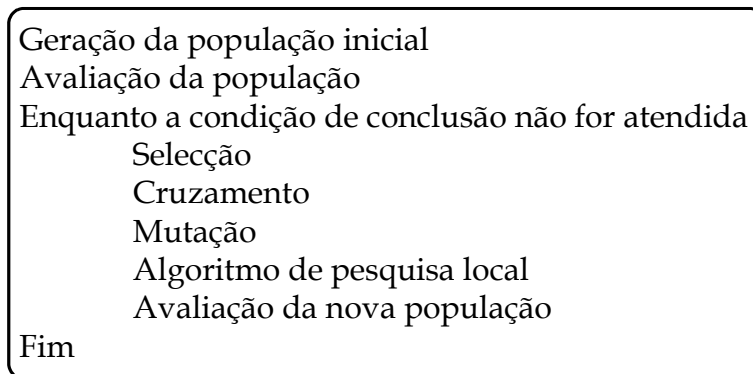 Geração da população inicial
Avaliação da população
Enquanto a condição de conclusão não for atendida
Selecção
Cruzamento
Mutação
Algoritmo de pesquisa local
Avaliação da nova população
Fim